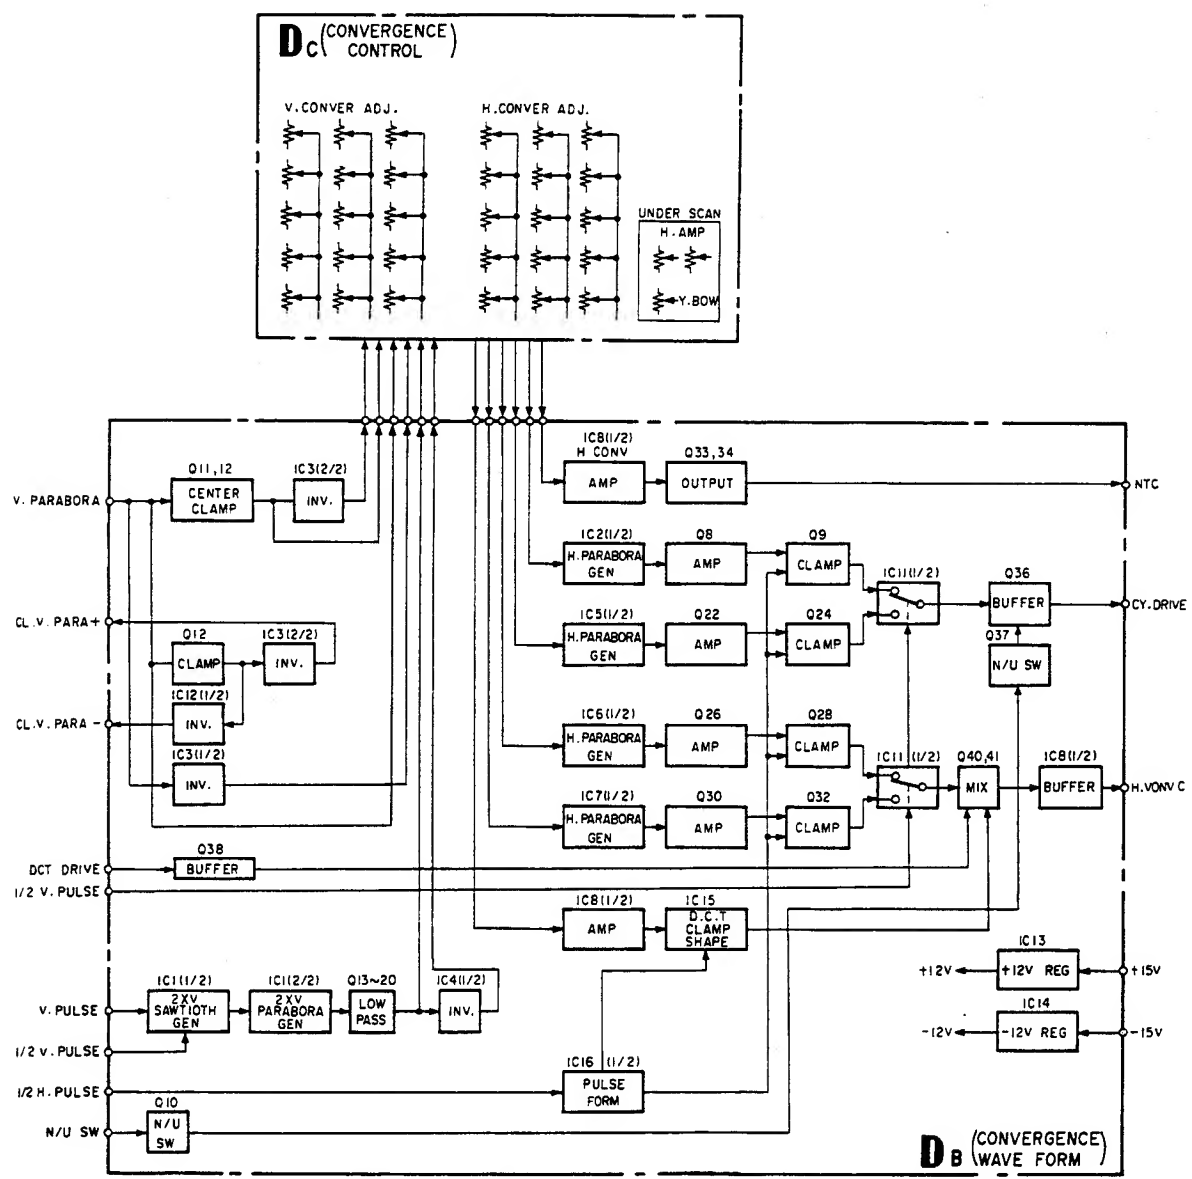 Dc (CONVERGENCE CONTROL)
V.CONVER ADJ.
H.CONVER ADJ.
UNDER SCAN
H.AMP
Y.BOW
IC8(1/2)
H CONV
AMP
Q33,34
OUTPUT
NTC
Q11,12
CENTER
CLAMP
IC3(2/2)
INV.
V. PARABORA
IC2(1/2)
H.PARABORA
GEN
Q8
AMP
Q9
CLAMP
IC11(1/2)
Q36
BUFFER
CY.DRIVE
CL.V. PARA+
Q12
CLAMP
IC3(2/2)
INV.
IC5(1/2)
H.PARABORA
GEN
Q22
AMP
Q24
CLAMP
Q37
N/U SW
CL.V. PARA -
IC12(1/2)
INV.
IC3(1/2)
INV.
IC6(1/2)
H.PARABORA
GEN
Q26
AMP
Q28
CLAMP
IC11 (1/2)
Q40,41
MIX
IC8(1/2)
BUFFER
H.VONV C
IC7(1/2)
H.PARABORA
GEN
Q30
AMP
Q32
CLAMP
DCT DRIVE
Q38
BUFFER
1/2 V. PULSE
IC8(1/2)
AMP
IC15
D.C.T
CLAMP
SHAPE
IC13
+12V
+12V REG
+15V
V. PULSE
IC1(1/2)
2XV
SAWTIOTH
GEN
IC1(2/2)
2XV
PARABORA
GEN
Q13~20
LOW
PASS
IC4(1/2)
INV.
IC14
-12V
-12V REG
-15V
1/2 V. PULSE
IC16 (1/2)
PULSE
FORM
1/2 H. PULSE
Q10
N/U SW
N/U
SW
DB (CONVERGENCE WAVE FORM)